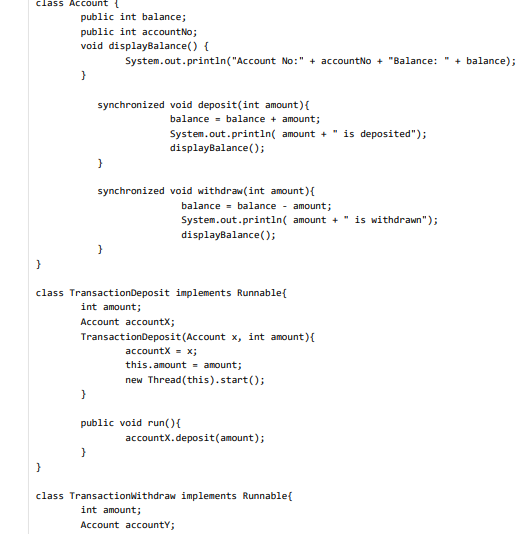 class Account {
public int balance;
public int accountNo;
void displayBalance() {
System.out.println("Account No:" + accountNo + "Balance: " + balance);
}
synchronized void deposit(int amount){
balance = balance + amount;
System.out.println( amount + " is deposited");
displayBalance();
}
synchronized void withdraw(int amount){
balance = balance - amount;
System.out.println( amount + " is withdrawn");
displayBalance();
}
}
class TransactionDeposit implements Runnable{
int amount;
Account accountX;
TransactionDeposit(Account x, int amount){
accountX = x;
this.amount = amount;
new Thread(this).start();
}
public void run(){
accountX.deposit(amount);
}
}
class TransactionWithdraw implements Runnable{
int amount;
Account accountY;